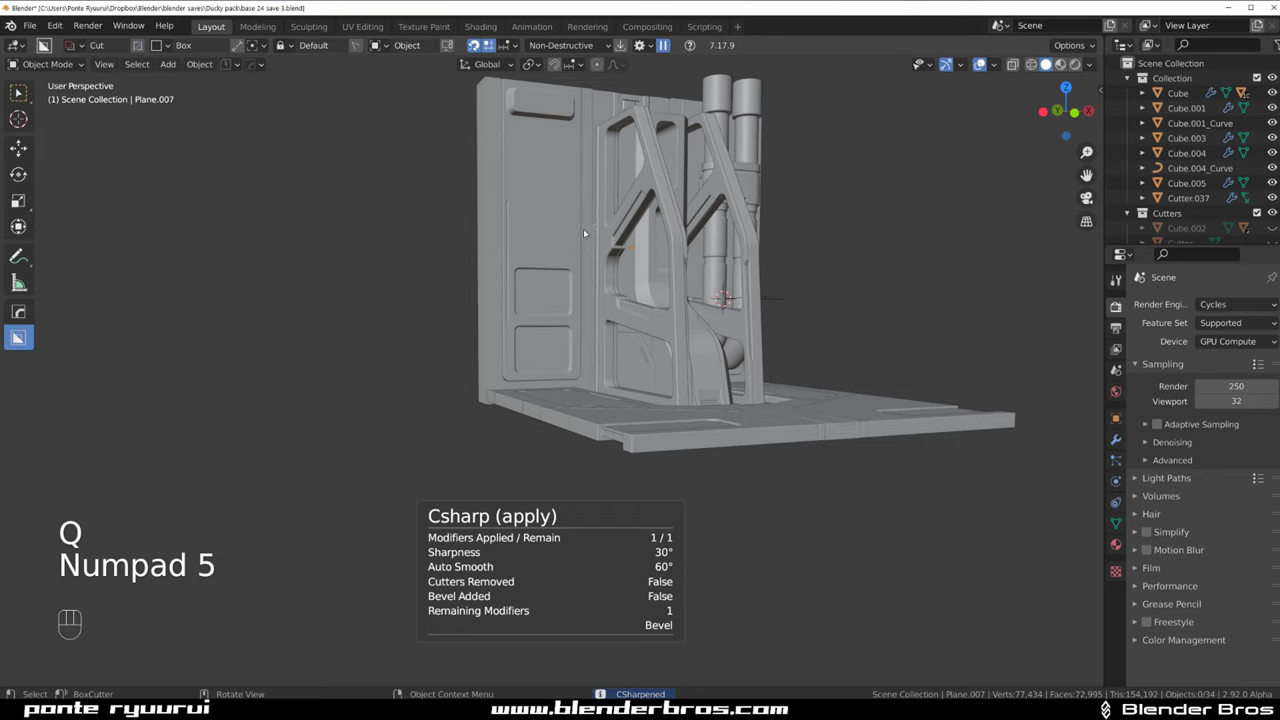 Blender* [C:\Users\Ponte Ryuurui\Dropbox\Blender\blender saves\Ducky pack\base 24 save 3.blend]
File Edit Render Window Help Layout Modeling Sculpting UV Editing Texture Paint Shading Animation Rendering Compositing Scripting Scene View Layer
Cut Box Default Object Non-Destructive 7.17.9 Options
Object Mode View Select Add Object Global
User Perspective
(1) Scene Collection | Plane.007
Scene Collection
Collection
Cube
Cube.001
Cube.001_Curve
Cube.003
Cube.004
Cube.004_Curve
Cube.005
Cutter.037
Cutters
Cube.002
Scene
Render Engi... Cycles
Feature Set Supported
Device GPU Compute
Sampling
Render 250
Viewport 32
Adaptive Sampling
Denoising
Advanced
Light Paths
Volumes
Hair
Simplify
Motion Blur
Film
Performance
Grease Pencil
Freestyle
Color Management
Z
Y
X
Q
Numpad 5
Csharp (apply)
Modifiers Applied / Remain 1 / 1
Sharpness 30°
Auto Smooth 60°
Cutters Removed False
Bevel Added False
Remaining Modifiers 1
Bevel
Select BoxCutter Rotate View Object Context Menu CSharpened Scene Collection | Plane.007 | Verts:77,434 | Faces:72,995 | Tris:154,192 | Objects:0/34 | 2.92.0 Alpha
ponte ryuurui www.blenderbros.com Blender Bros